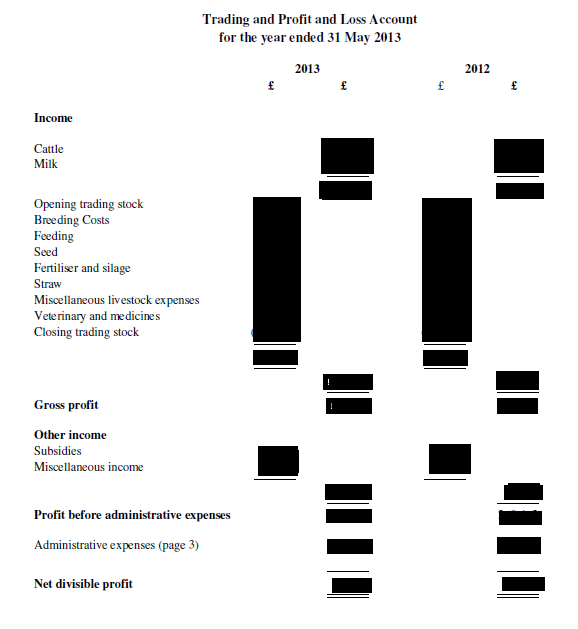 Trading and Profit and Loss Account
for the year ended 31 May 2013
2013 2012
£ £ £ £
Income
Cattle
Milk
Opening trading stock
Breeding Costs
Feeding
Seed
Fertiliser and silage
Straw
Miscellaneous livestock expenses
Veterinary and medicines
Closing trading stock
Gross profit
Other income
Subsidies
Miscellaneous income
Profit before administrative expenses
Administrative expenses (page 3)
Net divisible profit